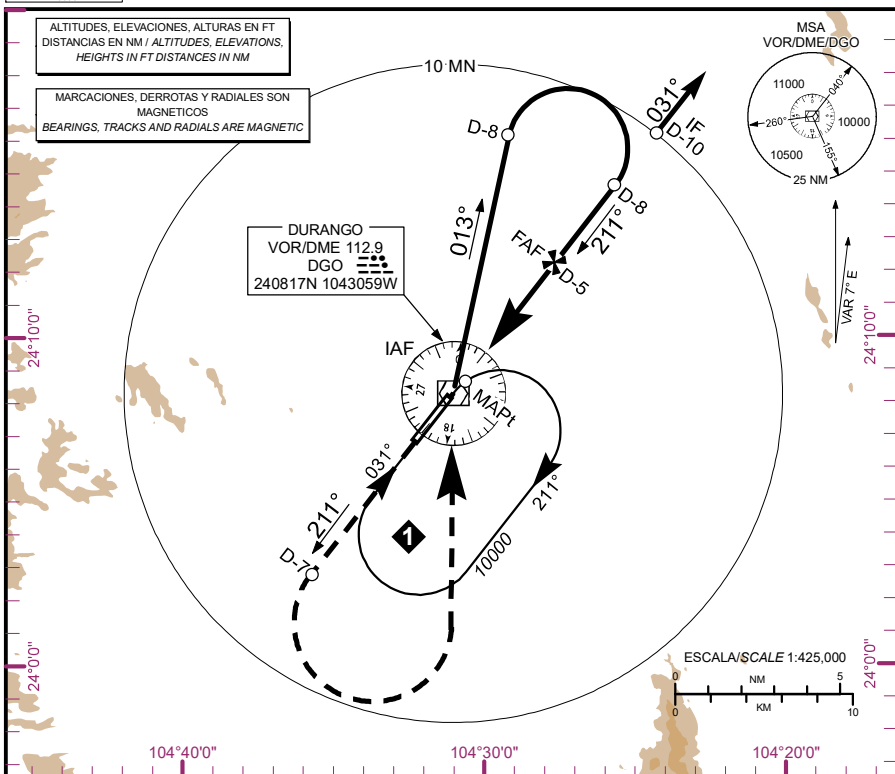 ALTITUDES, ELEVACIONES, ALTURAS EN FT
DISTANCIAS EN NM / ALTITUDES, ELEVATIONS,
HEIGHTS IN FT DISTANCES IN NM
MARCACIONES, DERROTAS Y RADIALES SON
MAGNETICOS
BEARINGS, TRACKS AND RADIALS ARE MAGNETIC
10 MN
MSA
VOR/DME/DGO
11000
040°
260°
10000
155°
10500
25 NM
VAR 7° E
031°
IF
D-10
D-8
D-8
013°
211°
FAF
D-5
DURANGO
VOR/DME 112.9
DGO
240817N 1043059W
IAF
0
27
18
MAPt
031°
211°
211°
10000
1
D-7
24°10'0"
24°10'0"
24°0'0"
24°0'0"
ESCALA/SCALE 1:425,000
0
NM
5
0
KM
10
104°40'0"
104°30'0"
104°20'0"